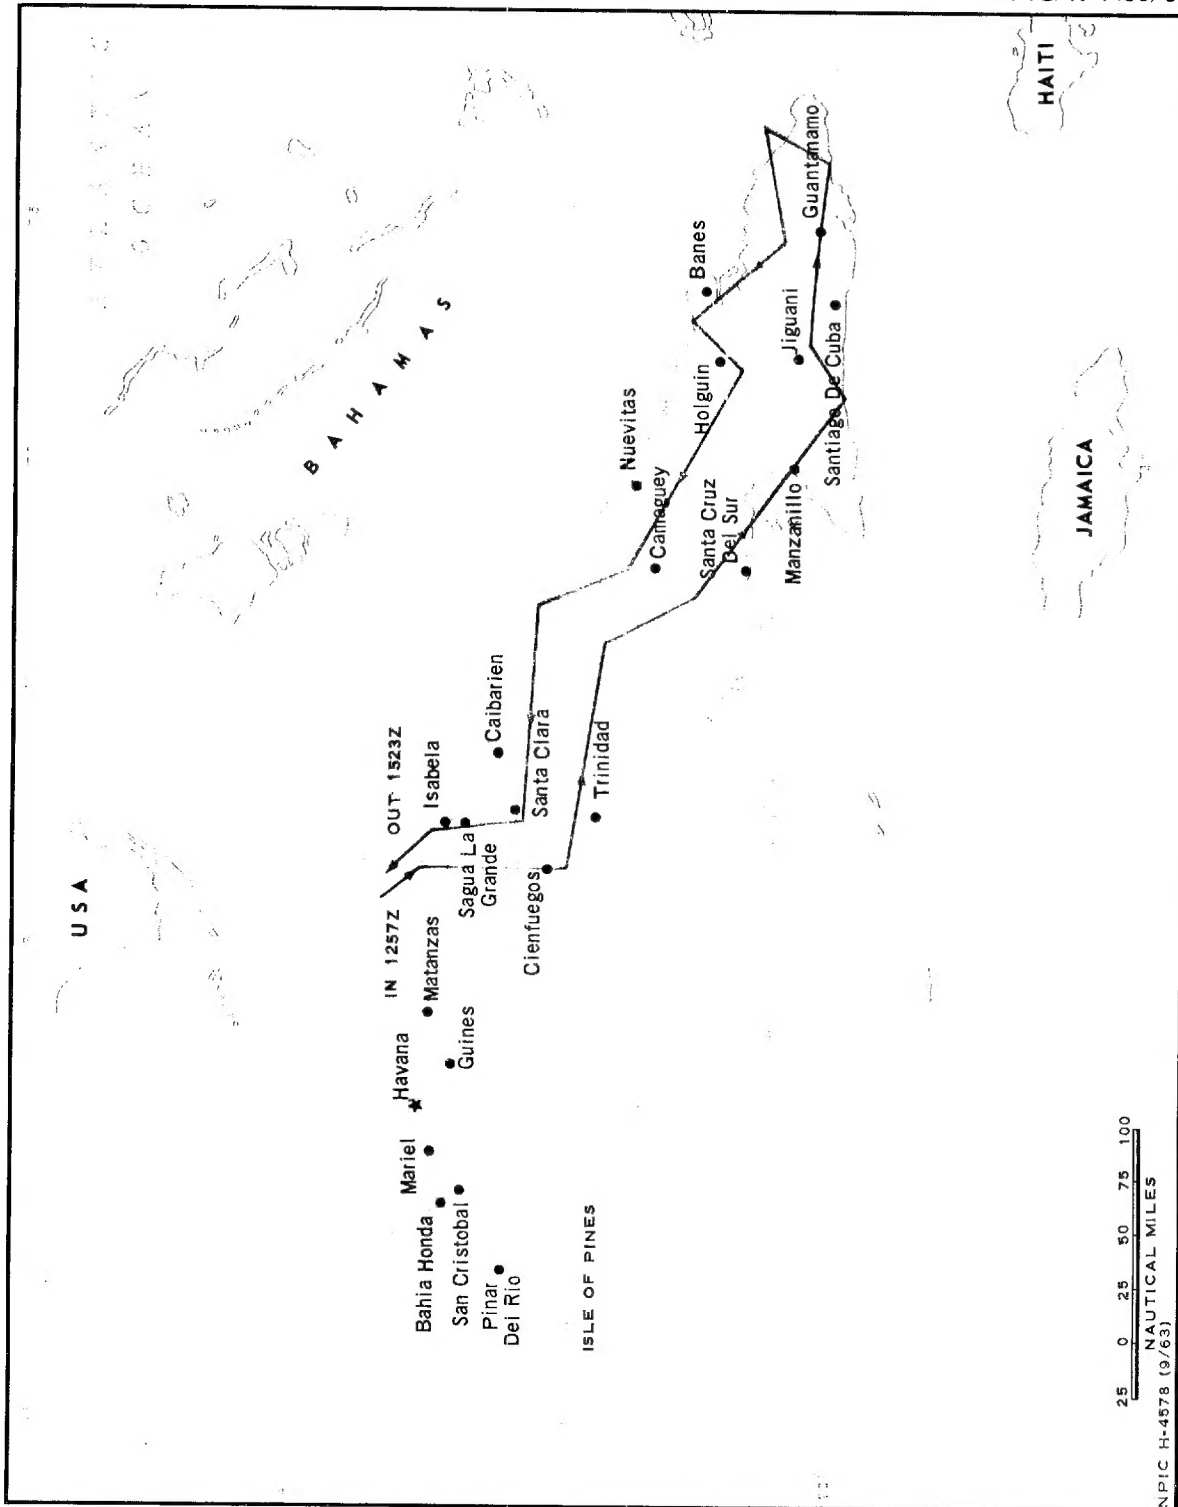 HAITI
ATLANTIC
OCEAN
USA
BAHAMAS
OUT 1523Z
IN 1257Z
Isabela
Caibarien
Sagua La
Grande
Santa Clara
Cienfuegos
Trinidad
Matanzas
Havana
Guines
Mariel
Bahia Honda
San Cristobal
Pinar
Del Rio
ISLE OF PINES
Nuevitas
Camaguey
Santa Cruz
Del Sur
Manzanillo
Holguin
Banes
Jiguani
Santiago De Cuba
Guantanamo
JAMAICA
25 0 25 50 75 100
NAUTICAL MILES
NPIC H-4578 (9/63)